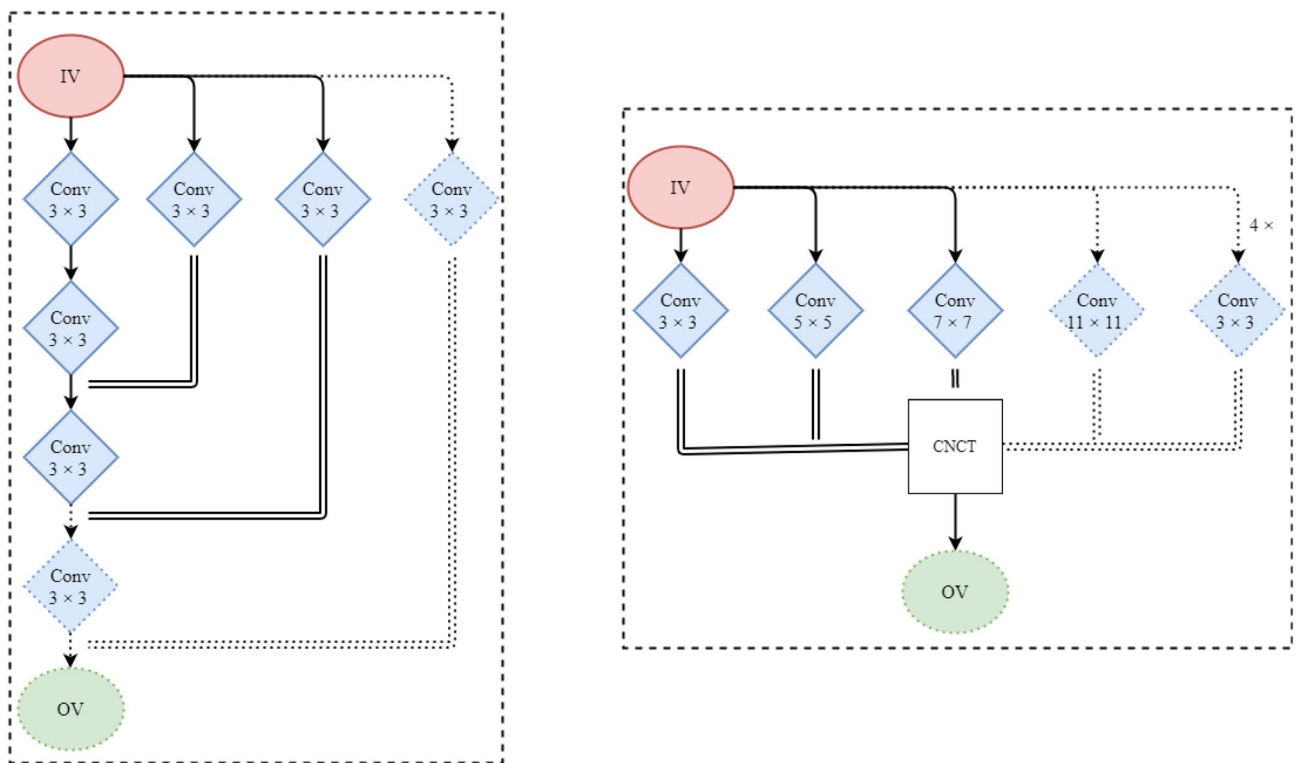 IV
Conv
3 × 3
Conv
3 × 3
Conv
3 × 3
Conv
3 × 3
Conv
3 × 3
Conv
3 × 3
Conv
3 × 3
OV
IV
4 ×
Conv
3 × 3
Conv
5 × 5
Conv
7 × 7
Conv
11 × 11
Conv
3 × 3
CNCT
OV